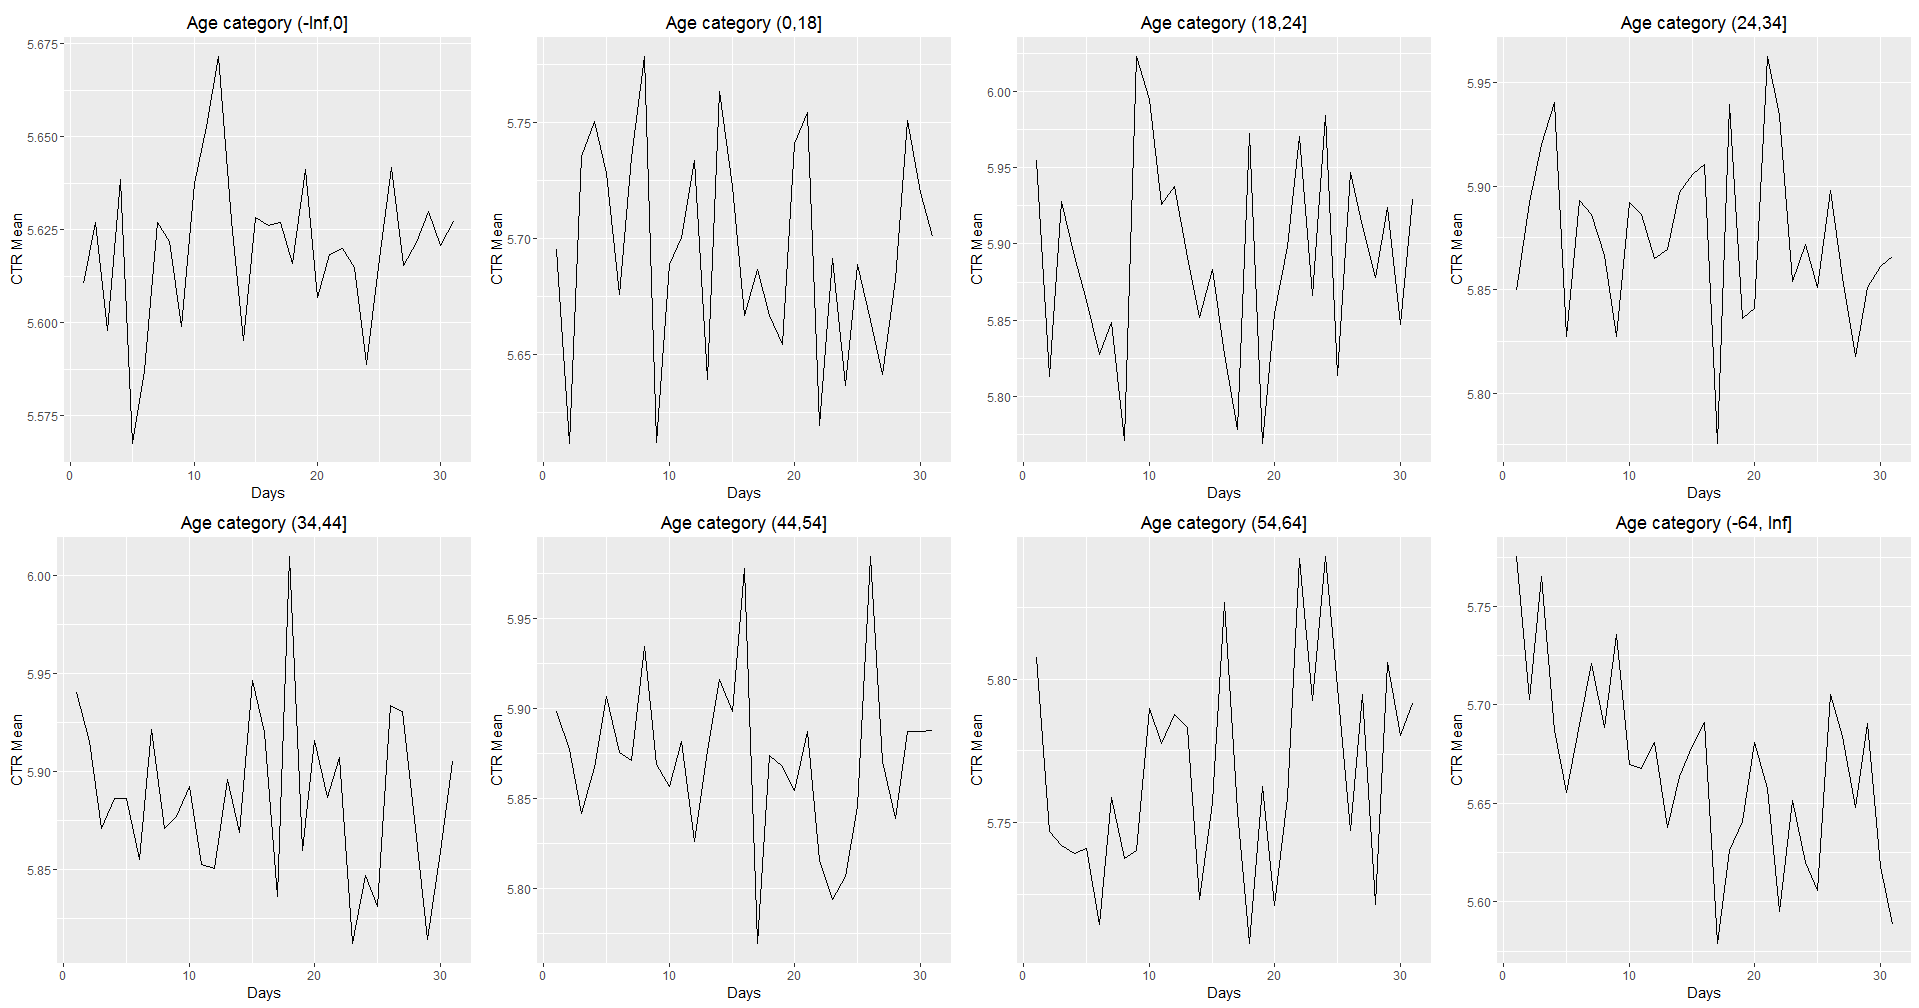 Age category (-Inf,0]
5.675
5.650
5.625
5.600
5.575
CTR Mean
0 10 20 30
Days
Age category (0,18]
5.75
5.70
5.65
CTR Mean
0 10 20 30
Days
Age category (18,24]
6.00
5.95
5.90
5.85
5.80
CTR Mean
0 10 20 30
Days
Age category (24,34]
5.95
5.90
5.85
5.80
CTR Mean
0 10 20 30
Days
Age category (34,44]
6.00
5.95
5.90
5.85
CTR Mean
0 10 20 30
Days
Age category (44,54]
5.95
5.90
5.85
5.80
CTR Mean
0 10 20 30
Days
Age category (54,64]
5.80
5.75
CTR Mean
0 10 20 30
Days
Age category (-64, Inf]
5.75
5.70
5.65
5.60
CTR Mean
0 10 20 30
Days